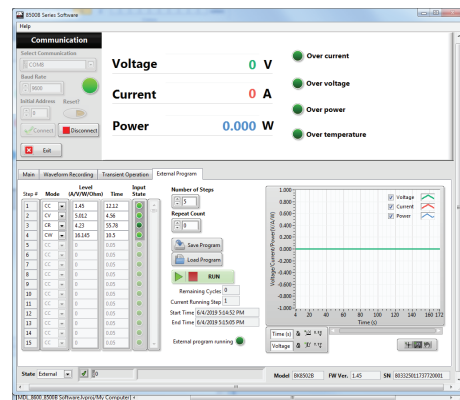 8500B Series Software
Help
Communication
Select Communication
COM8
Baud Rate
9600
Initial Address Reset?
0
Connect Disconnect
Exit
Voltage 0 V
Current 0 A
Power 0.000 W
Over current
Over voltage
Over power
Over temperature
Main Waveform Recording Transient Operation External Program
Step # Mode Level (A/V/W/Ohm) Time Input State
1 CC 1.45 12.12
2 CV 5.012 4.56
3 CR 4.23 55.78
4 CW 16.145 10.5
5 CC 0 0.05
6 CC 0 0.05
7 CC 0 0.05
8 CC 0 0.05
9 CC 0 0.05
10 CC 0 0.05
11 CC 0 0.05
12 CC 0 0.05
13 CC 0 0.05
14 CC 0 0.05
15 CC 0 0.05
Number of Steps
5
Repeat Count
0
Save Program
Load Program
RUN
Remaining Cycles 0
Current Running Step 1
Start Time 6/4/2019 5:14:52 PM
End Time 6/4/2019 5:15:05 PM
External program running
Voltage/Current/Power(V/A/W)
1.000
0.800
0.600
0.400
0.200
0.000
-0.200
-0.400
-0.600
-0.800
-1.000
Voltage
Current
Power
4 20 40 60 80 100 120 140 160 172
Time (s)
Time (s)
Voltage
State External 0
Model BK8502B FW Ver. 1.45 SN 803325011737720001
MDL_8600,8500B Software.lvproj/My Computer